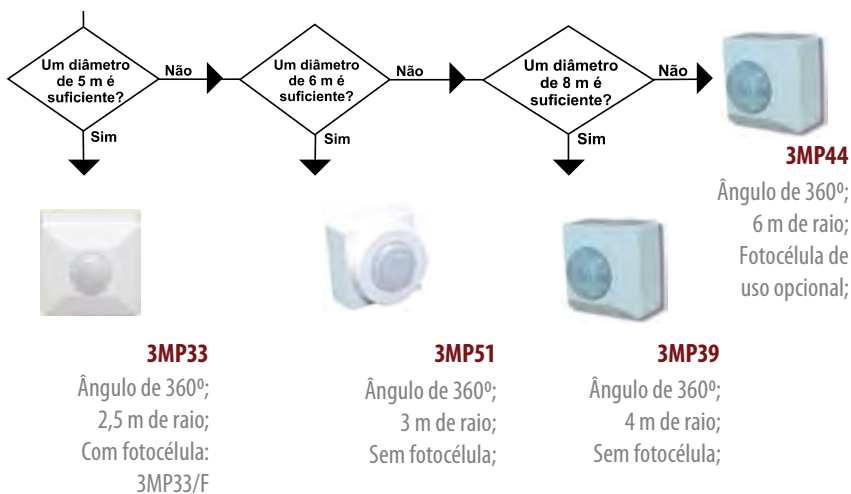 Um diâmetro
de 5 m é
suficiente?
Não
Sim
Um diâmetro
de 6 m é
suficiente?
Não
Sim
Um diâmetro
de 8 m é
suficiente?
Não
Sim
3MP44
Ângulo de 360º;
6 m de raio;
Fotocélula de
uso opcional;
3MP33
Ângulo de 360º;
2,5 m de raio;
Com fotocélula:
3MP33/F
3MP51
Ângulo de 360º;
3 m de raio;
Sem fotocélula;
3MP39
Ângulo de 360º;
4 m de raio;
Sem fotocélula;